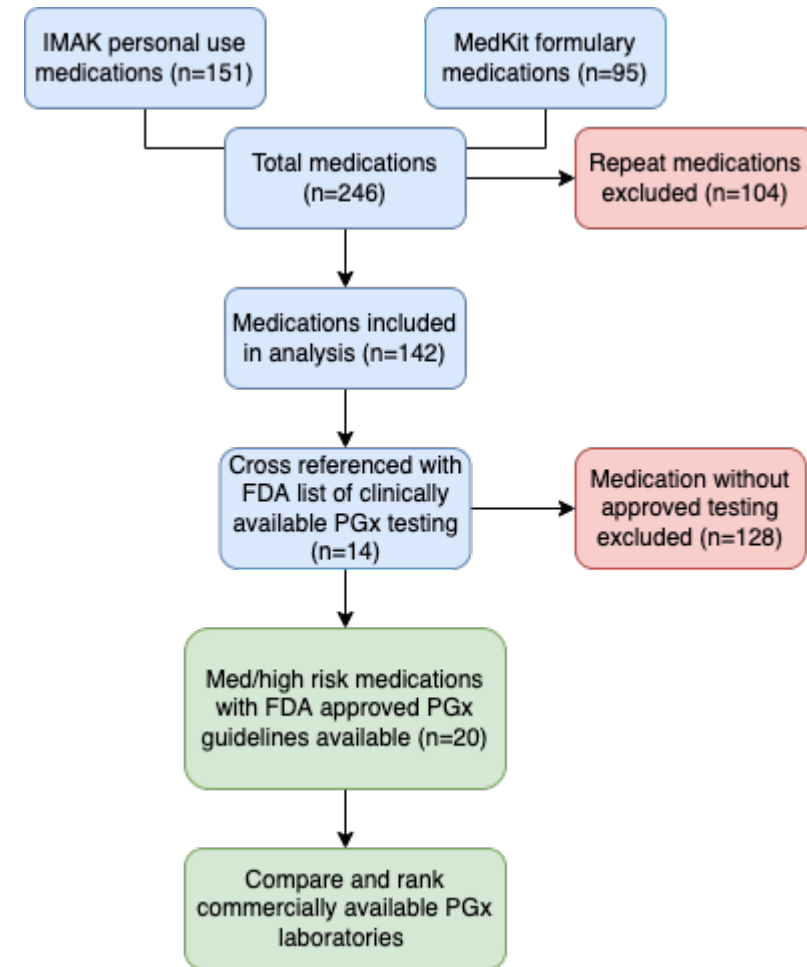 IMAK personal use
medications (n=151)
MedKit formulary
medications (n=95)
Total medications
(n=246)
Repeat medications
excluded (n=104)
Medications included
in analysis (n=142)
Cross referenced with
FDA list of clinically
available PGx testing
(n=14)
Medication without
approved testing
excluded (n=128)
Med/high risk medications
with FDA approved PGx
guidelines available (n=20)
Compare and rank
commercially available PGx
laboratories